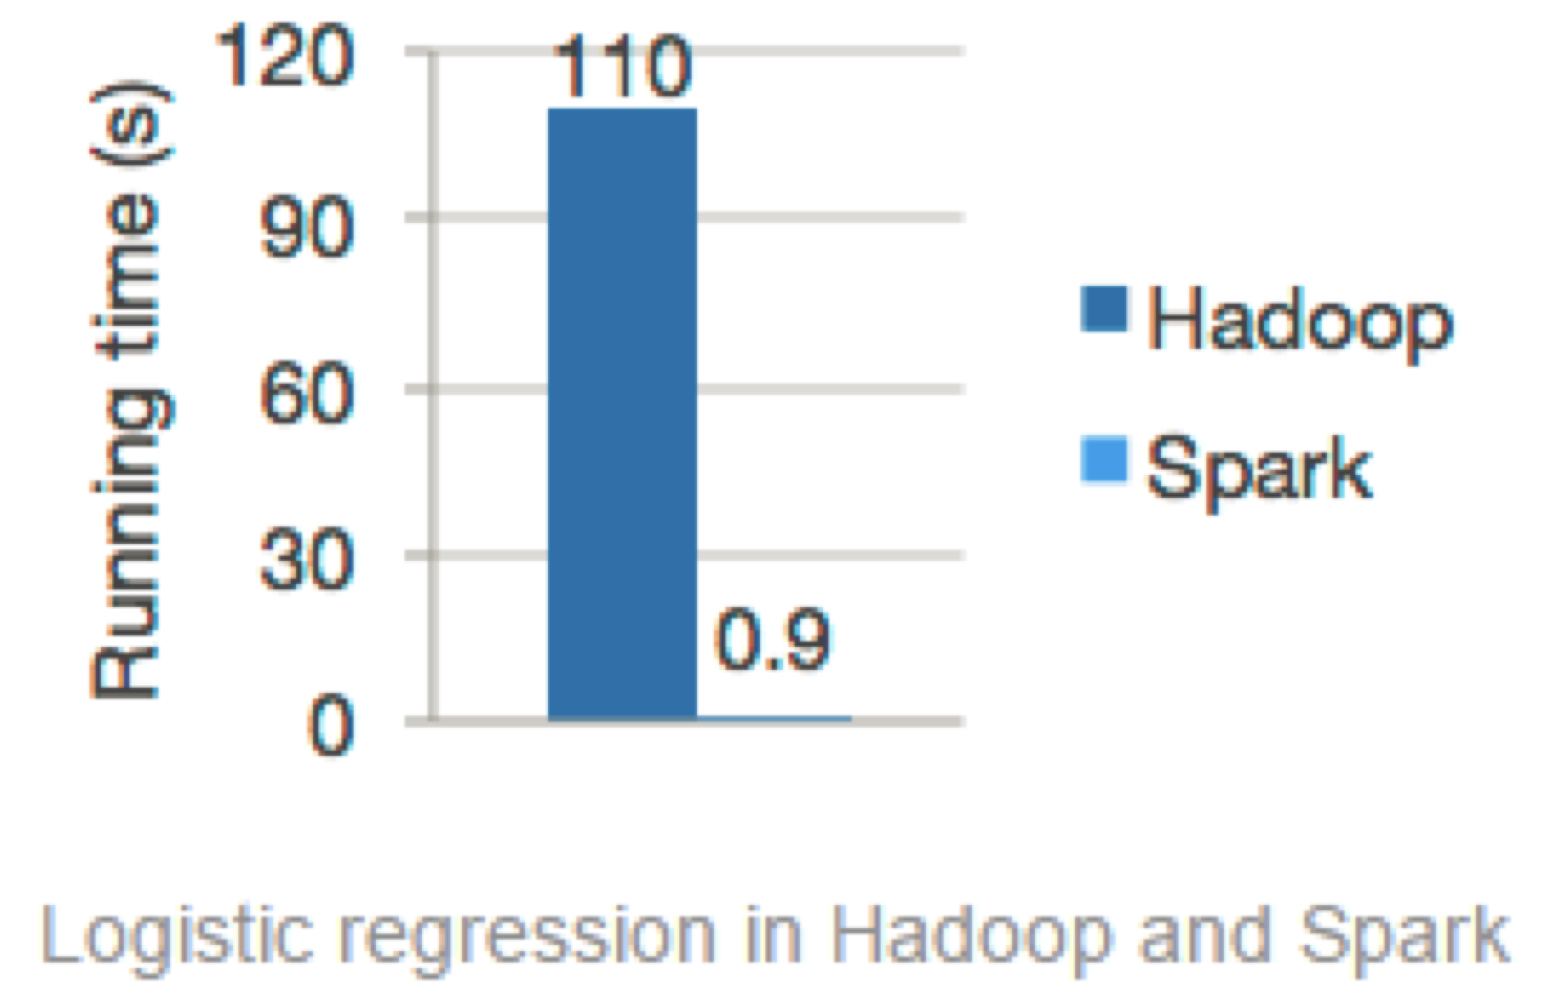 120
110
90
60
30
0
0.9
Running time (s)
Hadoop
Spark
Logistic regression in Hadoop and Spark